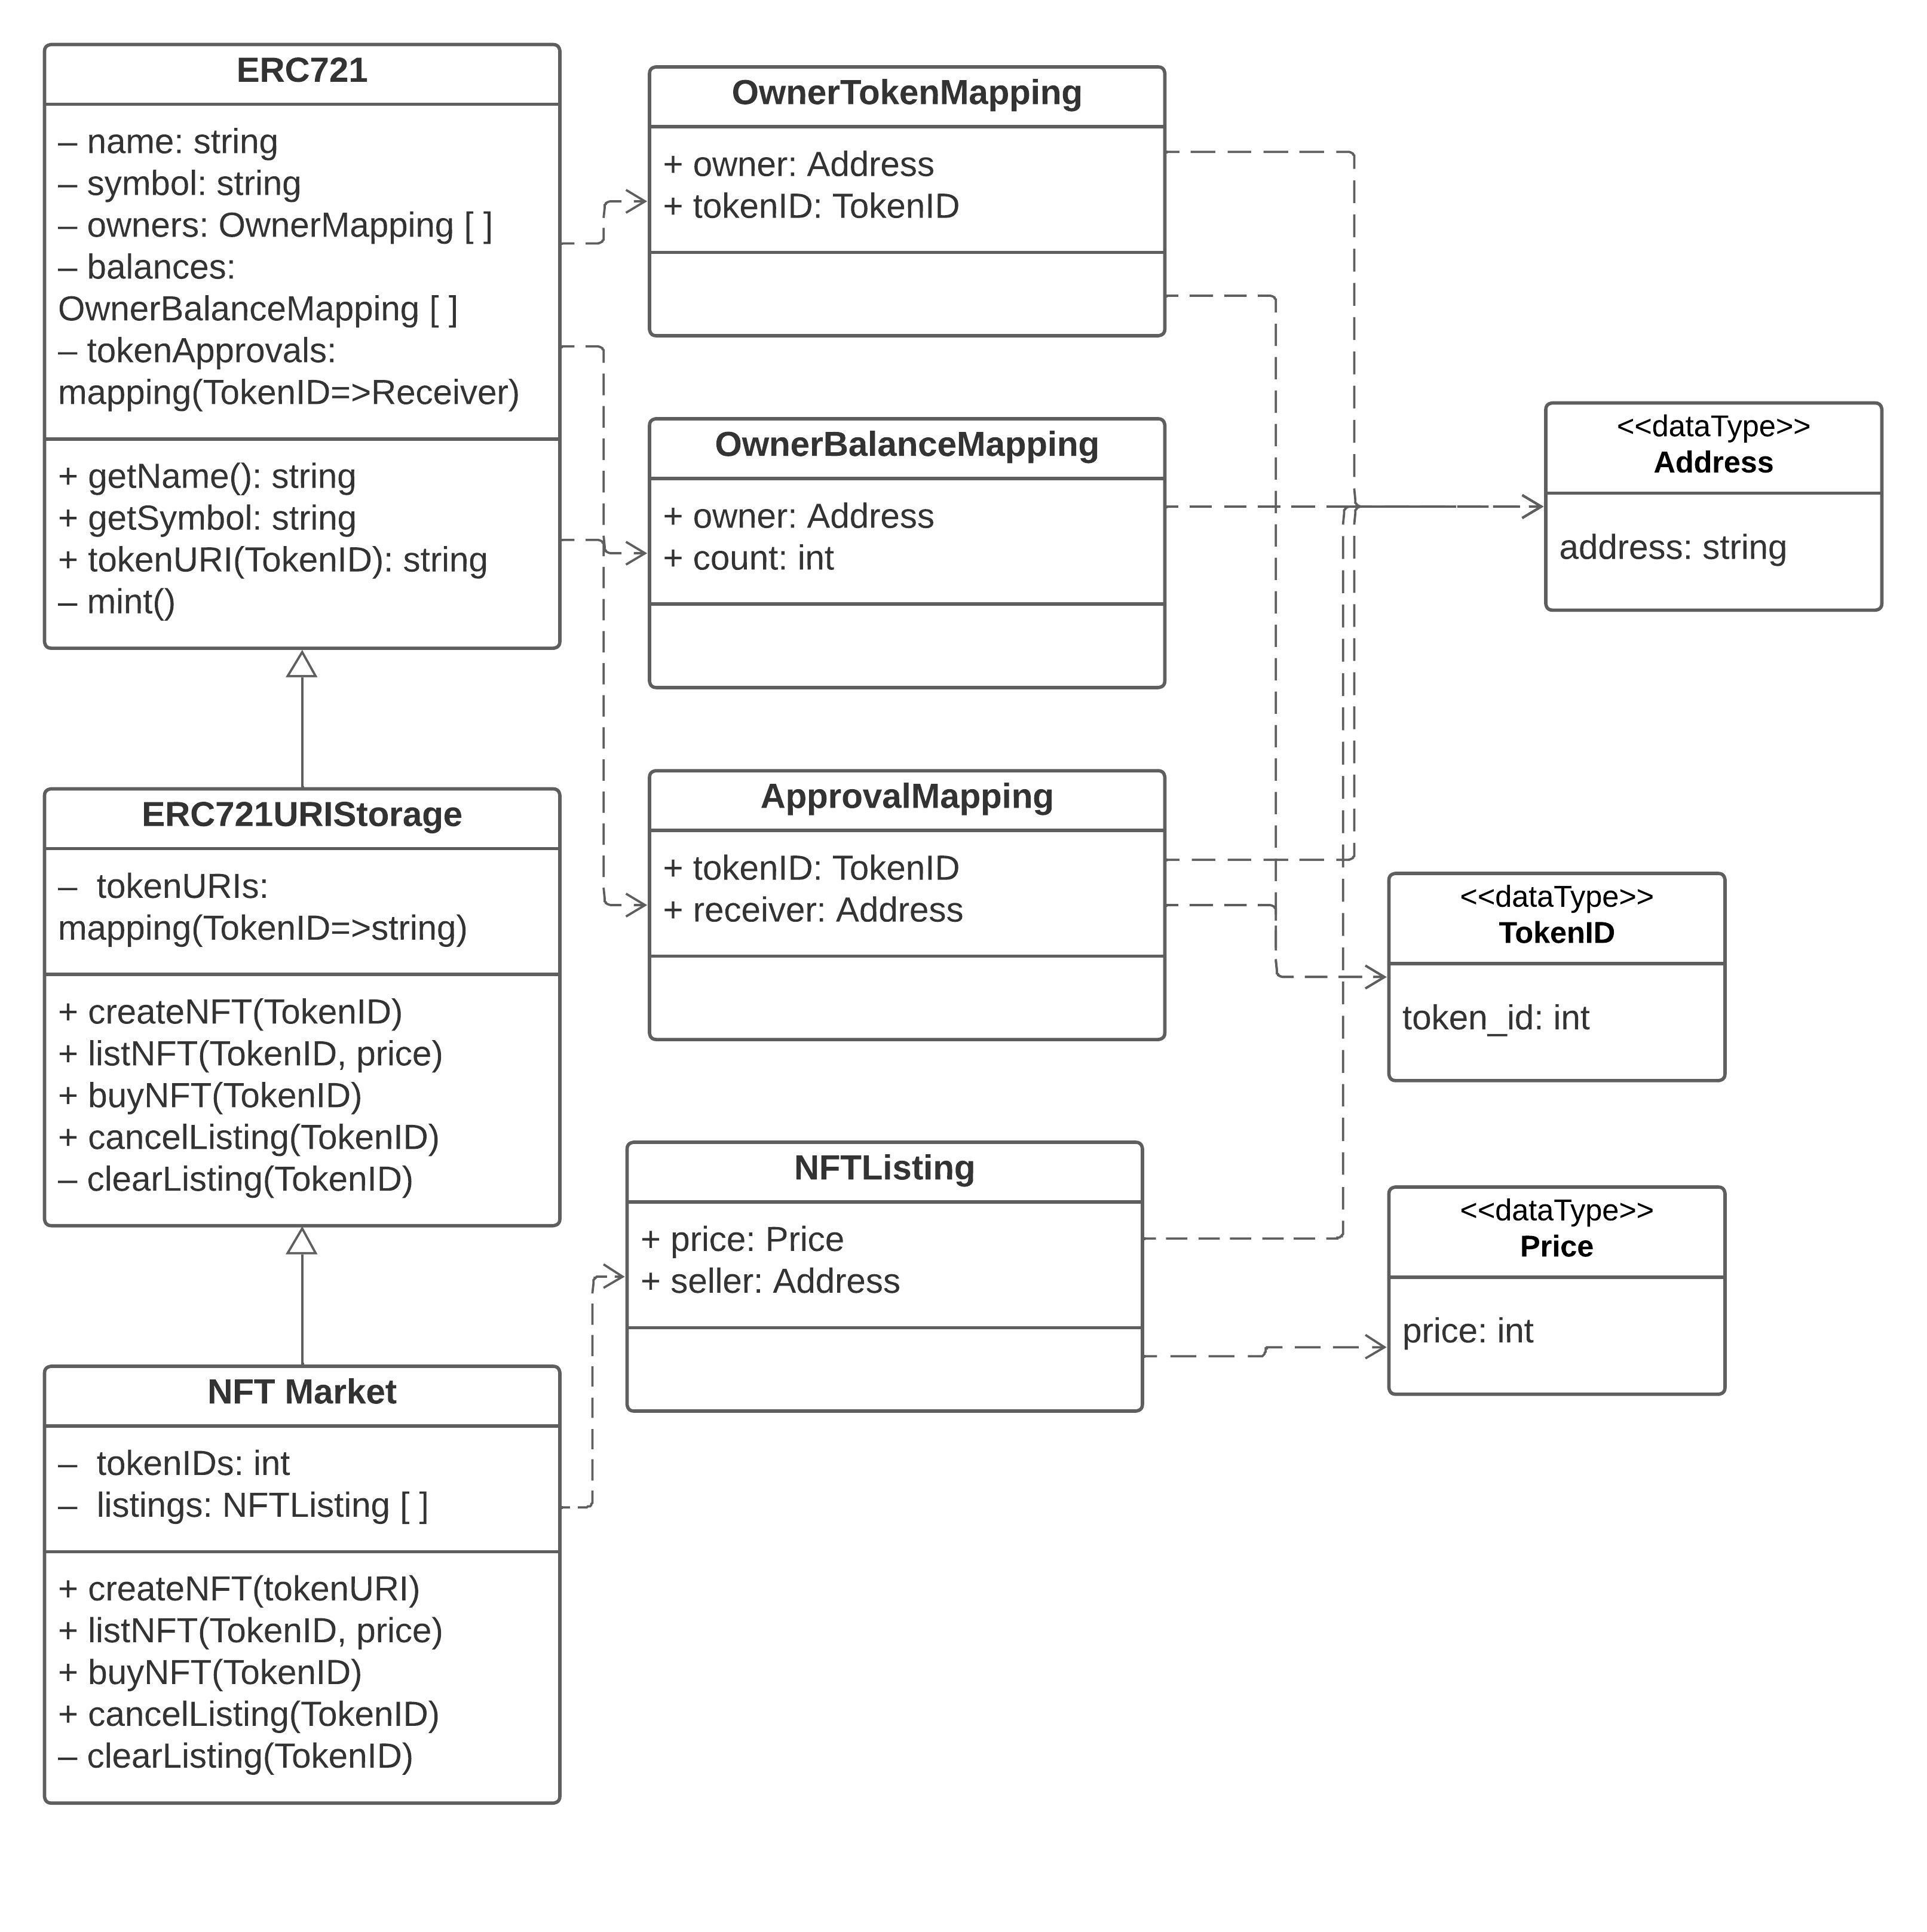 ERC721
– name: string
– symbol: string
– owners: OwnerMapping [ ]
– balances:
OwnerBalanceMapping [ ]
– tokenApprovals:
mapping(TokenID=>Receiver)
+ getName(): string
+ getSymbol: string
+ tokenURI(TokenID): string
– mint()
OwnerTokenMapping
+ owner: Address
+ tokenID: TokenID
OwnerBalanceMapping
+ owner: Address
+ count: int
<<dataType>>
Address
address: string
ERC721URIStorage
– tokenURIs:
mapping(TokenID=>string)
+ createNFT(TokenID)
+ listNFT(TokenID, price)
+ buyNFT(TokenID)
+ cancelListing(TokenID)
– clearListing(TokenID)
ApprovalMapping
+ tokenID: TokenID
+ receiver: Address
<<dataType>>
TokenID
token_id: int
NFTListing
+ price: Price
+ seller: Address
<<dataType>>
Price
price: int
NFT Market
– tokenIDs: int
– listings: NFTListing [ ]
+ createNFT(tokenURI)
+ listNFT(TokenID, price)
+ buyNFT(TokenID)
+ cancelListing(TokenID)
– clearListing(TokenID)